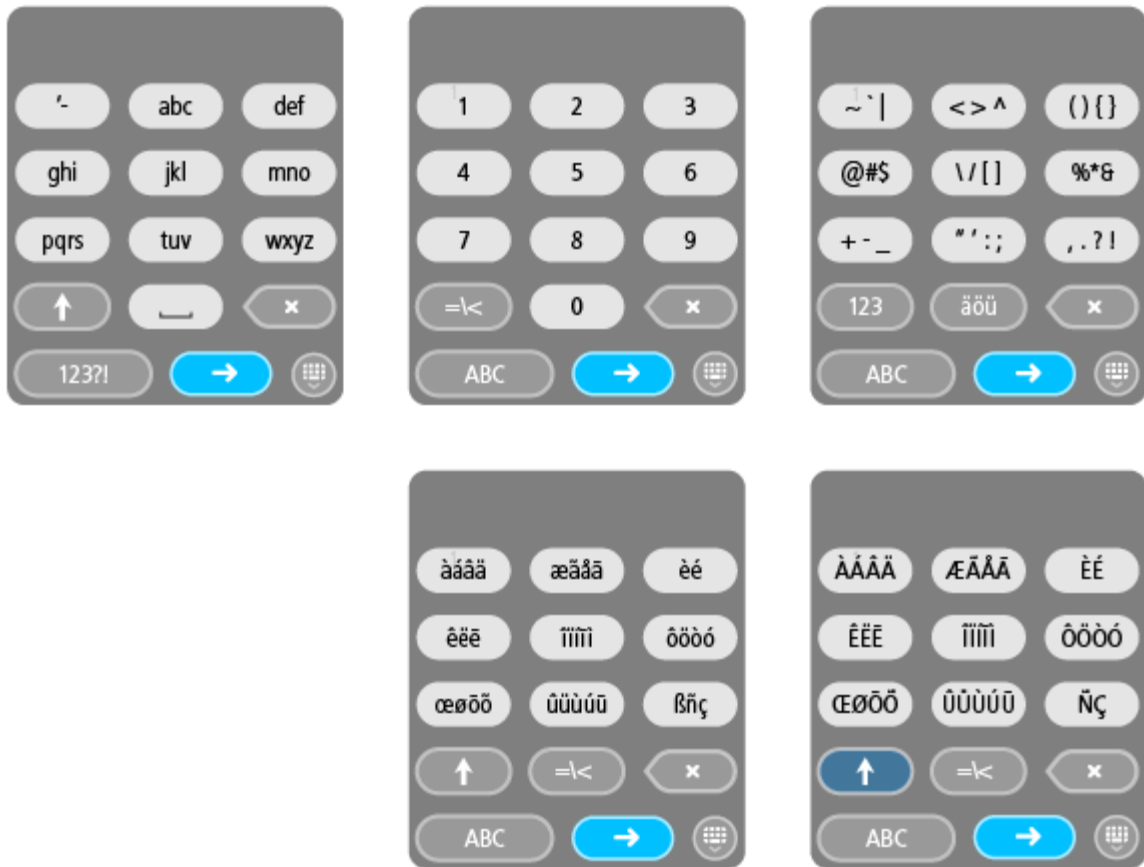 '- abc def
ghi jkl mno
pqrs tuv wxyz
×
123?!
1 2 3
4 5 6
7 8 9
=\< 0 ×
ABC
~`| <>^ (){}
@#$ \/[] %*&
+-_ "':; ,.?!
123 äöü ×
ABC
àáâä æãåā èé
êëē îïíīì ôöòó
œøōõ ûüùúū ßñç
=\< ×
ABC
ÀÁÂÄ ÆÃÅĀ ÈÉ
ÊËĒ ÔÖÒÓ
ŒØŌÕ ÛÜÙÚŪ ÑÇ
=\< ×
ABC